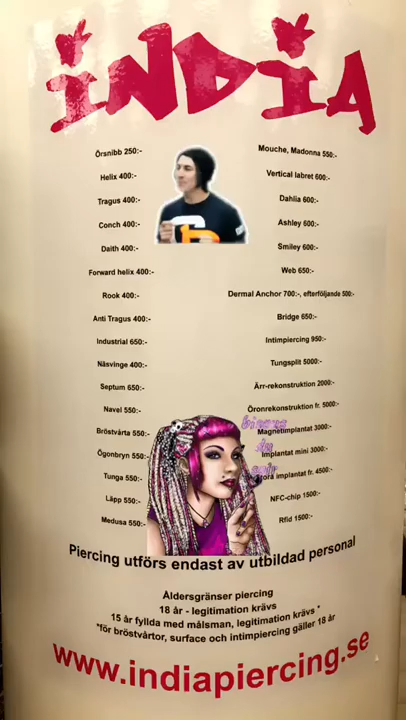 INDIA
Örsnibb 250:-
Helix 400:-
Tragus 400:-
Conch 400:-
Daith 400:-
Forward helix 400:-
Rook 400:-
Anti Tragus 400:-
Industrial 650:-
Näsvinge 400:-
Septum 650:-
Navel 550:-
Bröstvårta 550:-
Ögonbryn 550:-
Tunga 550:-
Läpp 550:-
Medusa 550:-
Mouche, Madonna 550:-
Vertical labret 600:-
Dahlia 600:-
Ashley 600:-
Smiley 600:-
Web 650:-
Dermal Anchor 700:-, efterföljande 500:-
Bridge 650:-
Intimpiercing 950:-
Tungsplit 5000:-
Ärr-rekonstruktion 2000:-
Öronrekonstruktion fr. 5000:-
Magnetimplantat 3000:-
Implantat mini 3000:-
implantat fr. 4500:-
NFC-chip 1500:-
Rfid 1500:-
Piercing utförs endast av utbildad personal
Åldersgränser piercing
18 år - legitimation krävs
15 år fyllda med målsman, legitimation krävs *
*för bröstvårtor, surface och intimpiercing gäller 18 år
www.indiapiercing.se